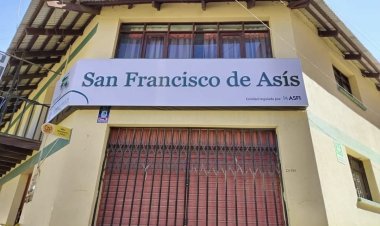 San Francisco de Asís
Entidad regulada por ASFI